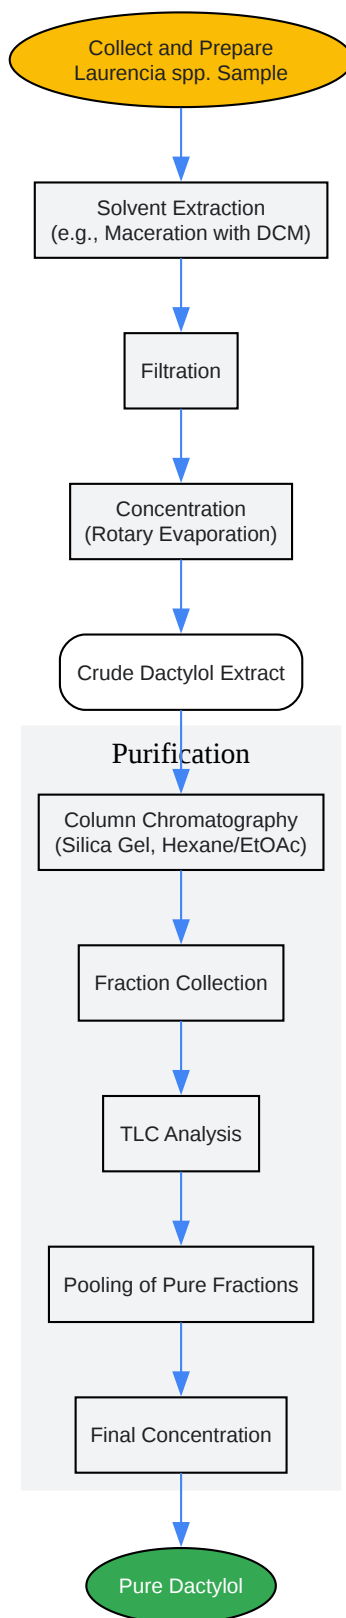 Collect and Prepare
Laurencia spp. Sample
Solvent Extraction
(e.g., Maceration with DCM)
Filtration
Concentration
(Rotary Evaporation)
Crude Dactylol Extract
Purification
Column Chromatography
(Silica Gel, Hexane/EtOAc)
Fraction Collection
TLC Analysis
Pooling of Pure Fractions
Final Concentration
Pure Dactylol